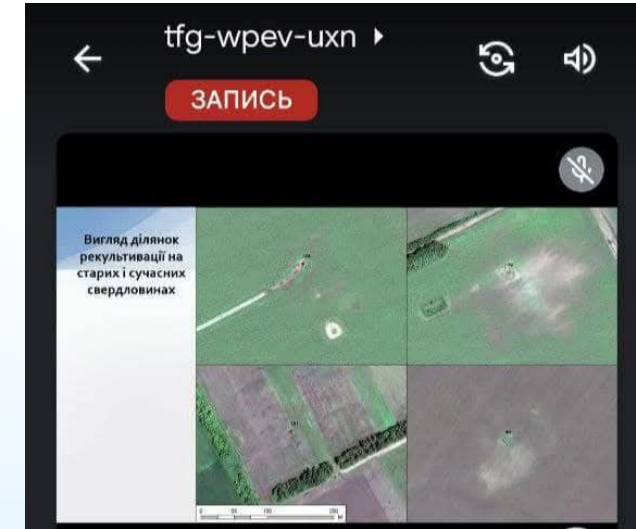 tfg-wpev-uxn
ЗАПИСЬ
Вигляд ділянок
рекультивації на
старих і сучасних
свердловинах